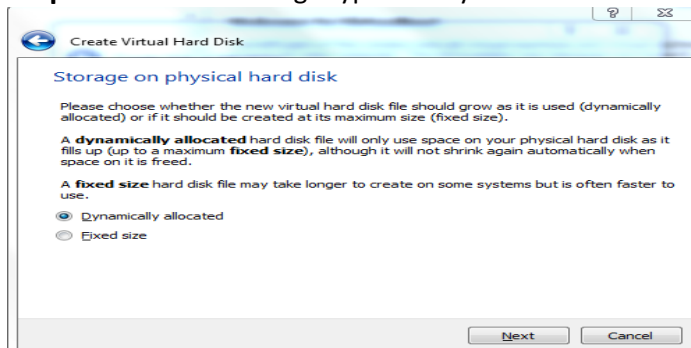 Create Virtual Hard Disk
Storage on physical hard disk
Please choose whether the new virtual hard disk file should grow as it is used (dynamically
allocated) or if it should be created at its maximum size (fixed size).
A dynamically allocated hard disk file will only use space on your physical hard disk as it
fills up (up to a maximum fixed size), although it will not shrink again automatically when
space on it is freed.
A fixed size hard disk file may take longer to create on some systems but is often faster to
use.
Dynamically allocated
Fixed size
Next Cancel